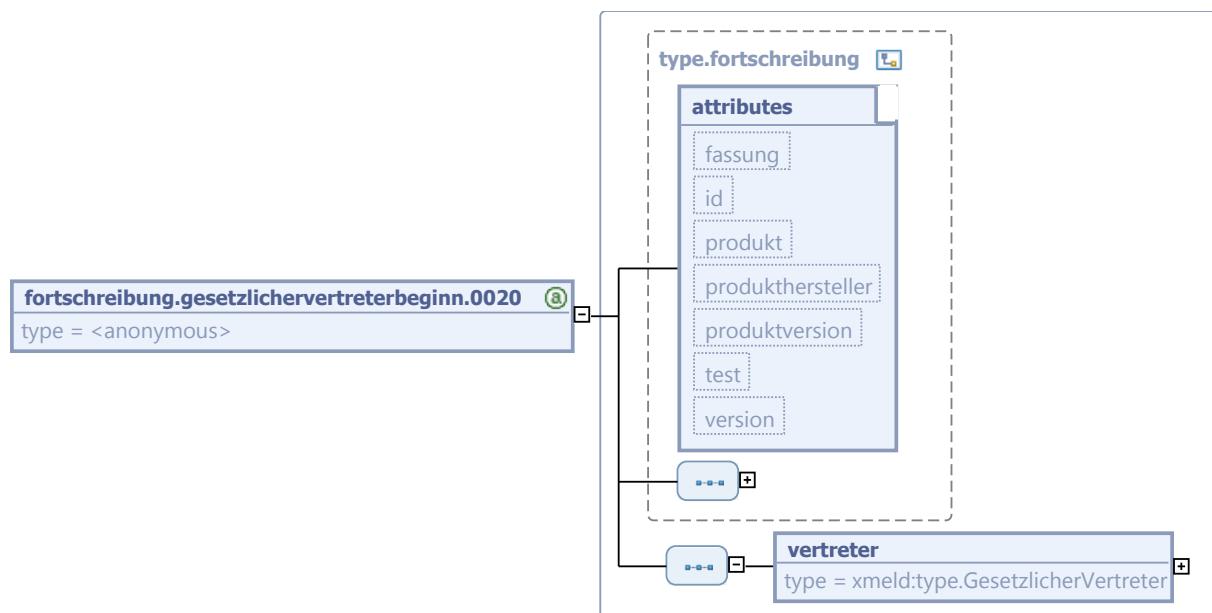 type.fortschreibung
attributes
fassung
id
produkt
produkthersteller
produktversion
test
version
fortschreibung.gesetzlichervertreterbeginn.0020 a
type = <anonymous>
vertreter
type = xmeld:type.GesetzlicherVertreter